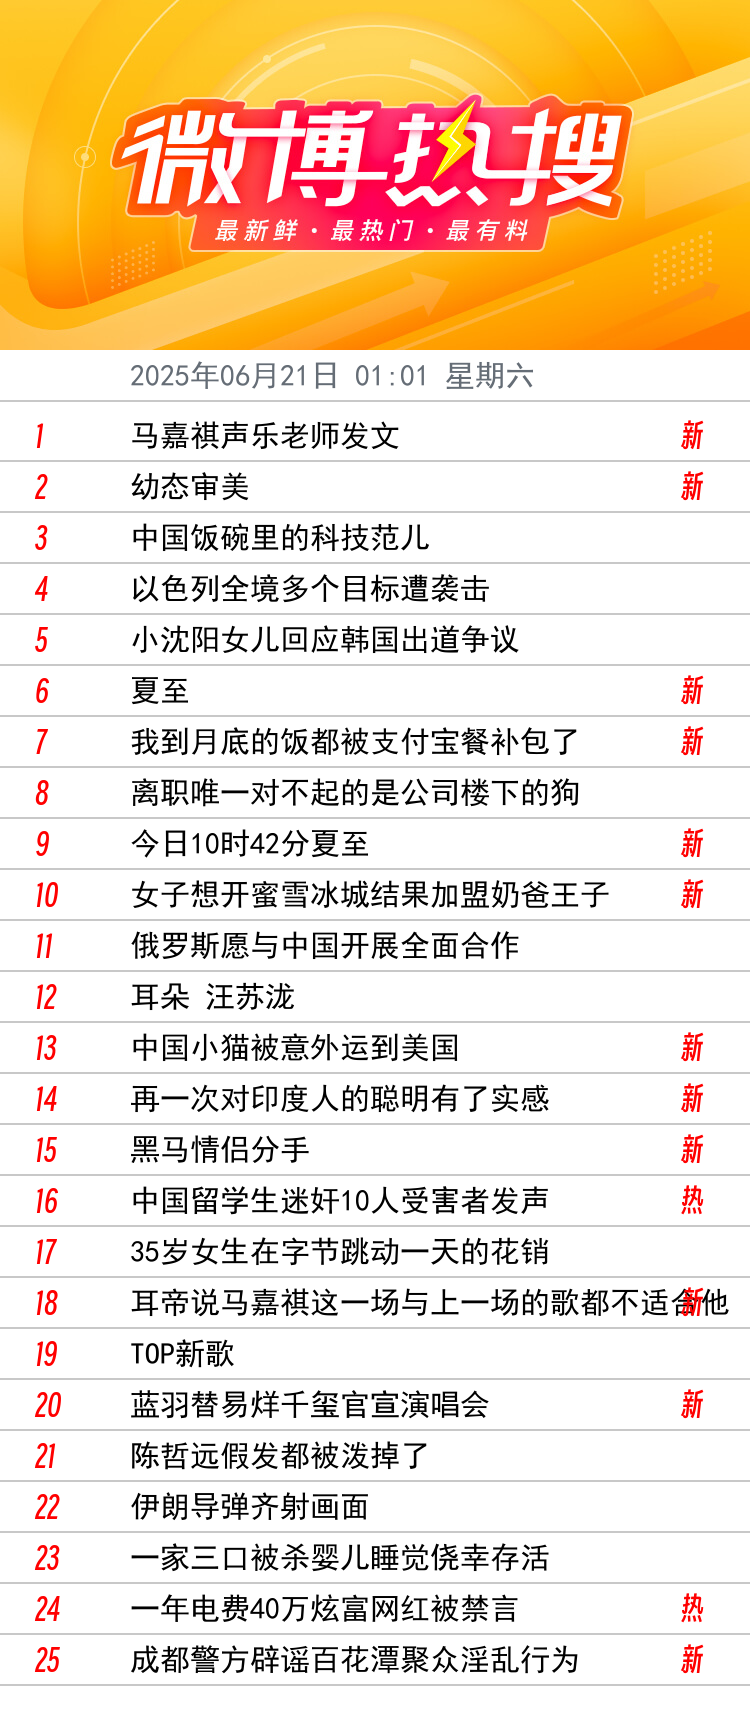 微博热搜
最新鲜·最热门·最有料
2025年06月21日 01:01 星期六
1 马嘉祺声乐老师发文 新
2 幼态审美 新
3 中国饭碗里的科技范儿
4 以色列全境多个目标遭袭击
5 小沈阳女儿回应韩国出道争议
6 夏至 新
7 我到月底的饭都被支付宝餐补包了 新
8 离职唯一对不起的是公司楼下的狗
9 今日10时42分夏至 新
10 女子想开蜜雪冰城结果加盟奶爸王子 新
11 俄罗斯愿与中国开展全面合作
12 耳朵 汪苏泷
13 中国小猫被意外运到美国 新
14 再一次对印度人的聪明有了实感 新
15 黑马情侣分手 新
16 中国留学生迷奸10人受害者发声 热
17 35岁女生在字节跳动一天的花销
18 耳帝说马嘉祺这一场与上一场的歌都不适合他 新
19 TOP新歌
20 蓝羽替易烊千玺官宣演唱会 新
21 陈哲远假发都被泼掉了
22 伊朗导弹齐射画面
23 一家三口被杀婴儿睡觉侥幸存活
24 一年电费40万炫富网红被禁言 热
25 成都警方辟谣百花潭聚众淫乱行为 新